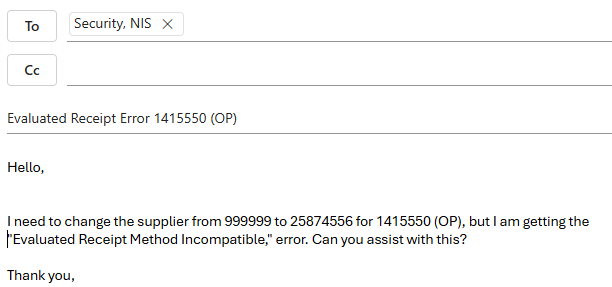 To
Security, NIS
Cc
Evaluated Receipt Error 1415550 (OP)
Hello,
I need to change the supplier from 999999 to 25874556 for 1415550 (OP), but I am getting the
"Evaluated Receipt Method Incompatible," error. Can you assist with this?
Thank you,